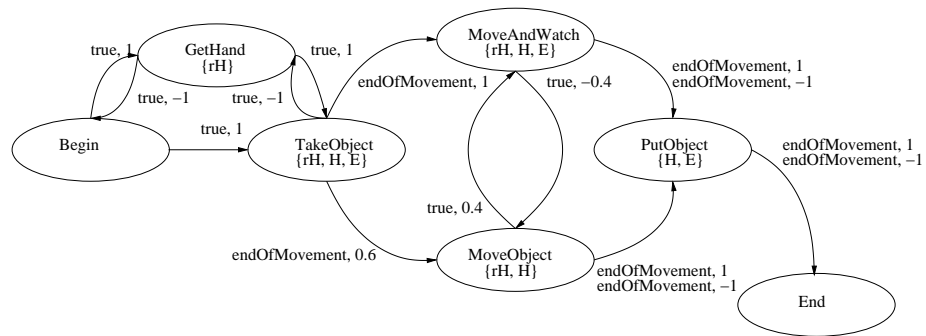 MoveAndWatch
{rH, H, E}
GetHand
{rH}
true, 1
true, 1
true, −1
true, −1
endOfMovement, 1
true, −0.4
endOfMovement, 1
endOfMovement, −1
true, 1
Begin
TakeObject
{rH, H, E}
PutObject
{H, E}
endOfMovement, 1
endOfMovement, −1
true, 0.4
endOfMovement, 0.6
MoveObject
{rH, H}
endOfMovement, 1
endOfMovement, −1
End